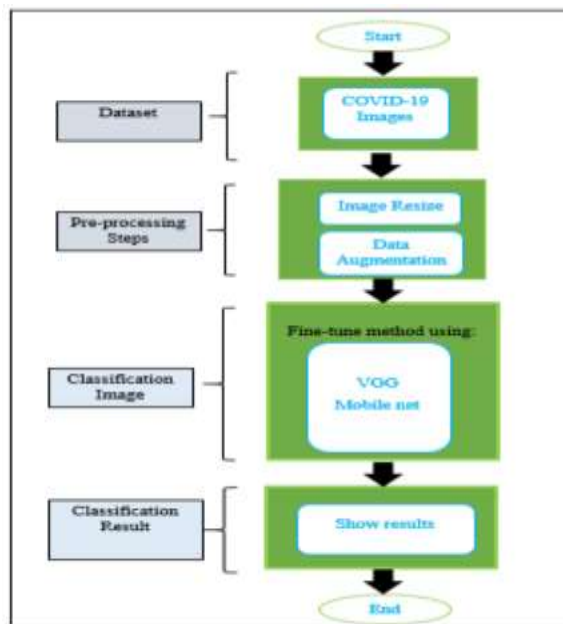 Start
Dataset
COVID-19
Images
Pre-processing
Steps
Image Resize
Data
Augmentation
Classification
Image
Fine-tune method using:
VGG
Mobile net
Classification
Result
Show results
End